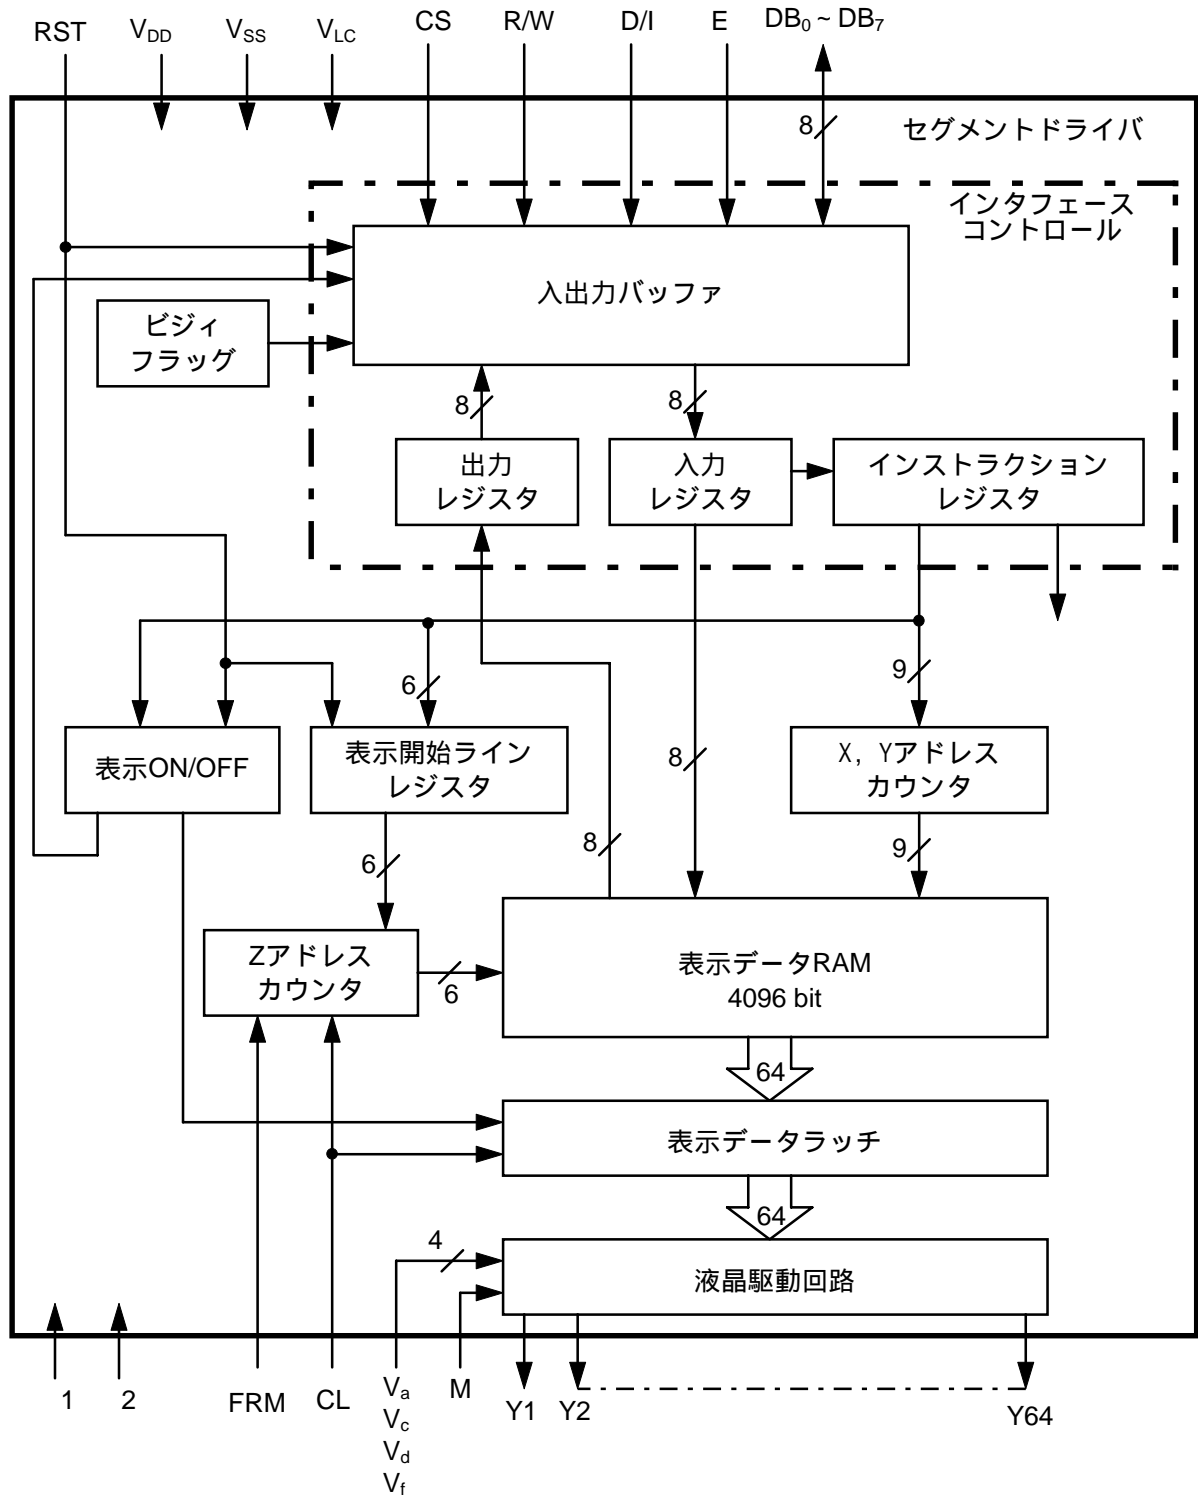 RST V_DD V_SS V_LC CS R/W D/I E DB₀ ~ DB₇
8
セグメントドライバ
インタフェース
コントロール
入出力バッファ
ビジィ
フラッグ
8 8
出力
レジスタ
入力
レジスタ
インストラクション
レジスタ
6 9
表示ON/OFF
表示開始ライン
レジスタ
8
X, Yアドレス
カウンタ
6 8 9
Zアドレス
カウンタ
6
表示データRAM
4096 bit
64
表示データラッチ
64
4
液晶駆動回路
1 2 FRM CL
V_a
V_c
V_d
V_f
M Y1 Y2 Y64